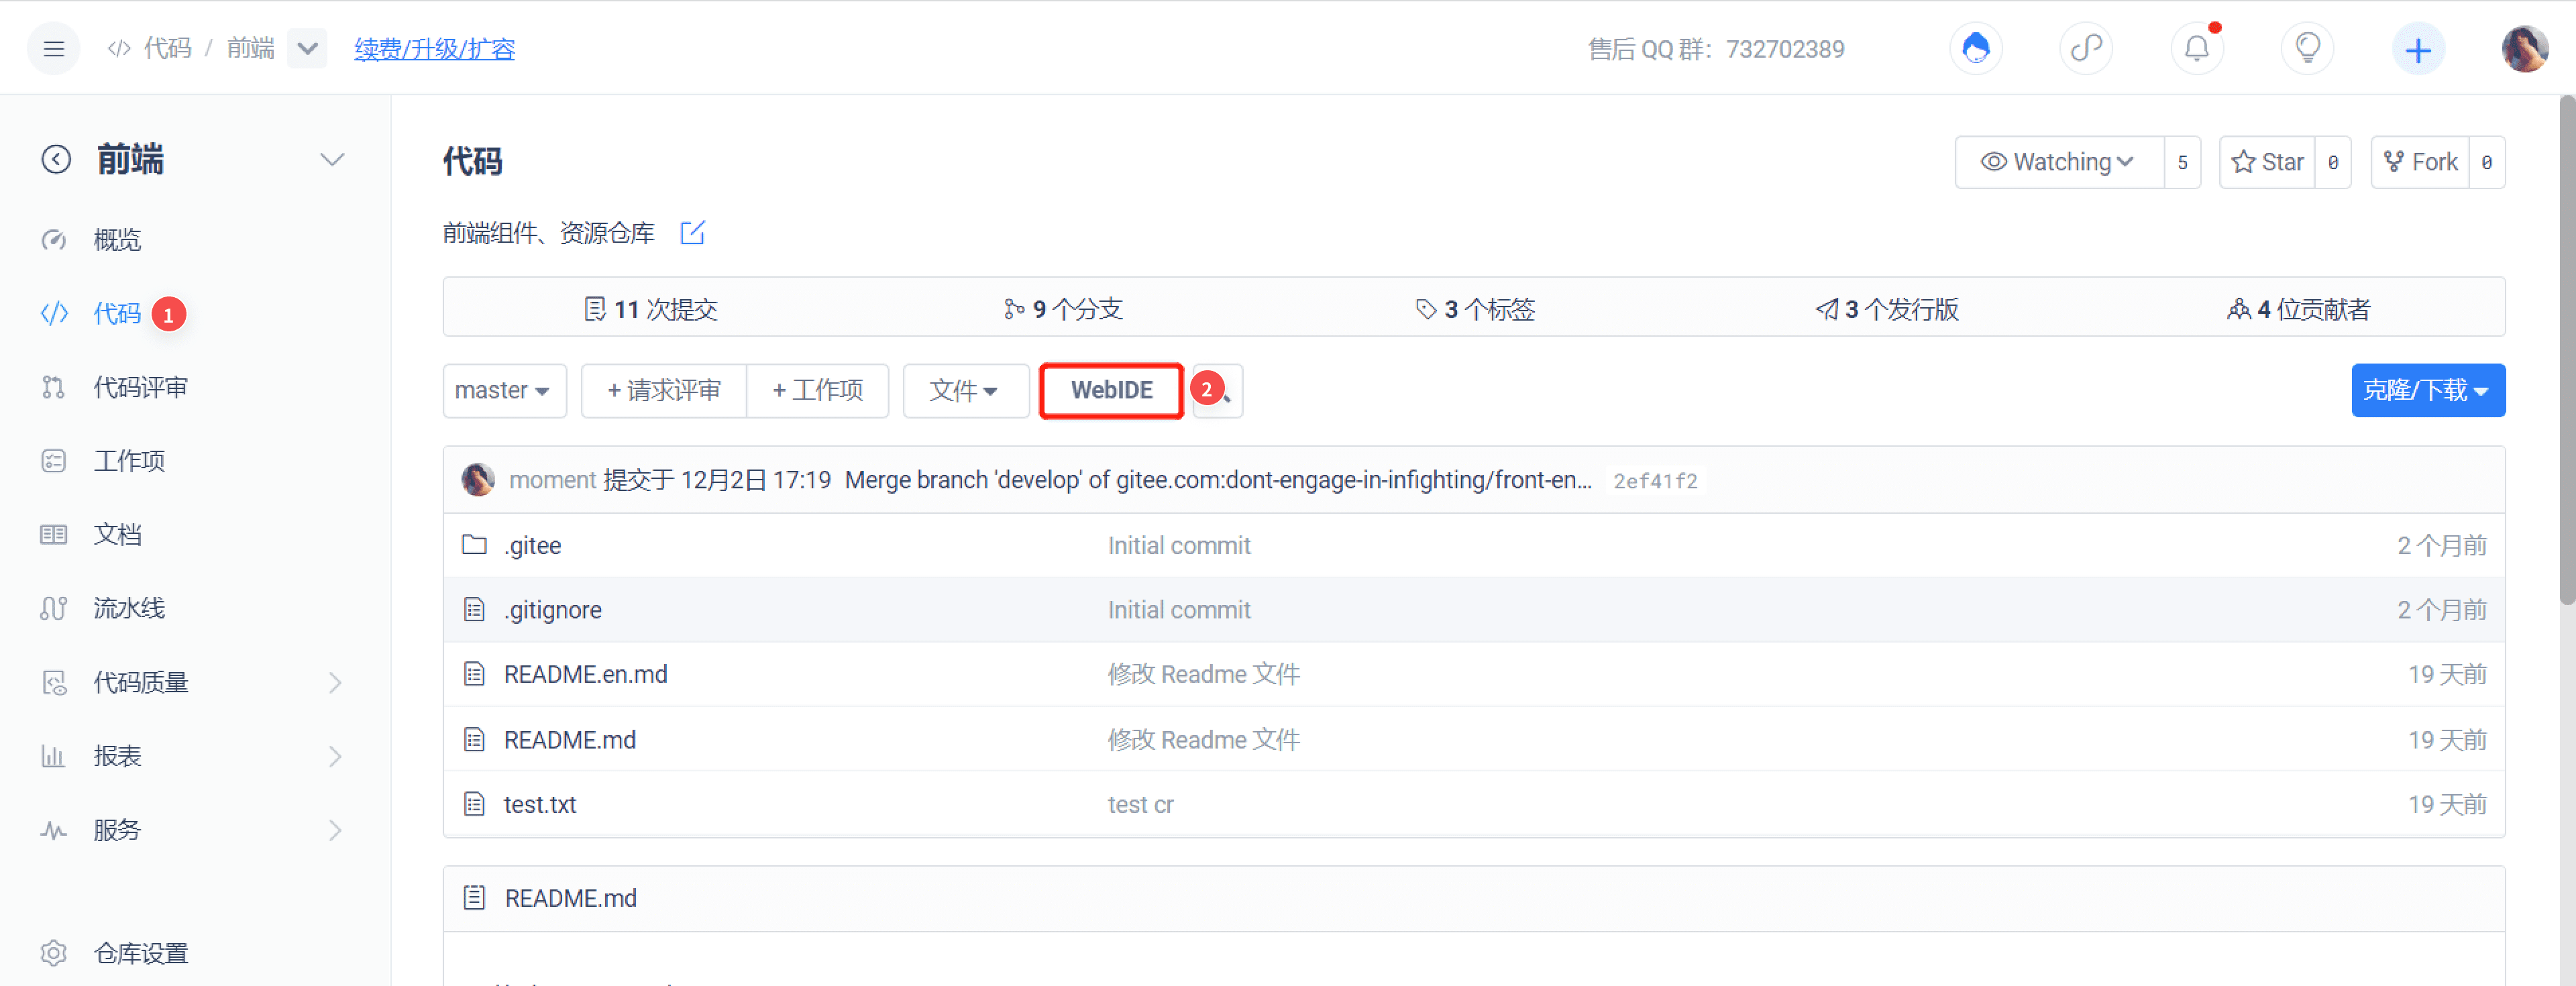 代码 / 前端 续费/升级/扩容 售后 QQ 群：732702389
前端
概览
代码 1
代码评审
工作项
文档
流水线
代码质量
报表
服务
仓库设置
代码
Watching 5 Star 0 Fork 0
前端组件、资源仓库
11 次提交 9 个分支 3 个标签 3 个发行版 4 位贡献者
master + 请求评审 + 工作项 文件 WebIDE 2 克隆/下载
moment 提交于 12月2日 17:19 Merge branch 'develop' of gitee.com:dont-engage-in-infighting/front-en... 2ef41f2
.gitee Initial commit 2 个月前
.gitignore Initial commit 2 个月前
README.en.md 修改 Readme 文件 19 天前
README.md 修改 Readme 文件 19 天前
test.txt test cr 19 天前
README.md